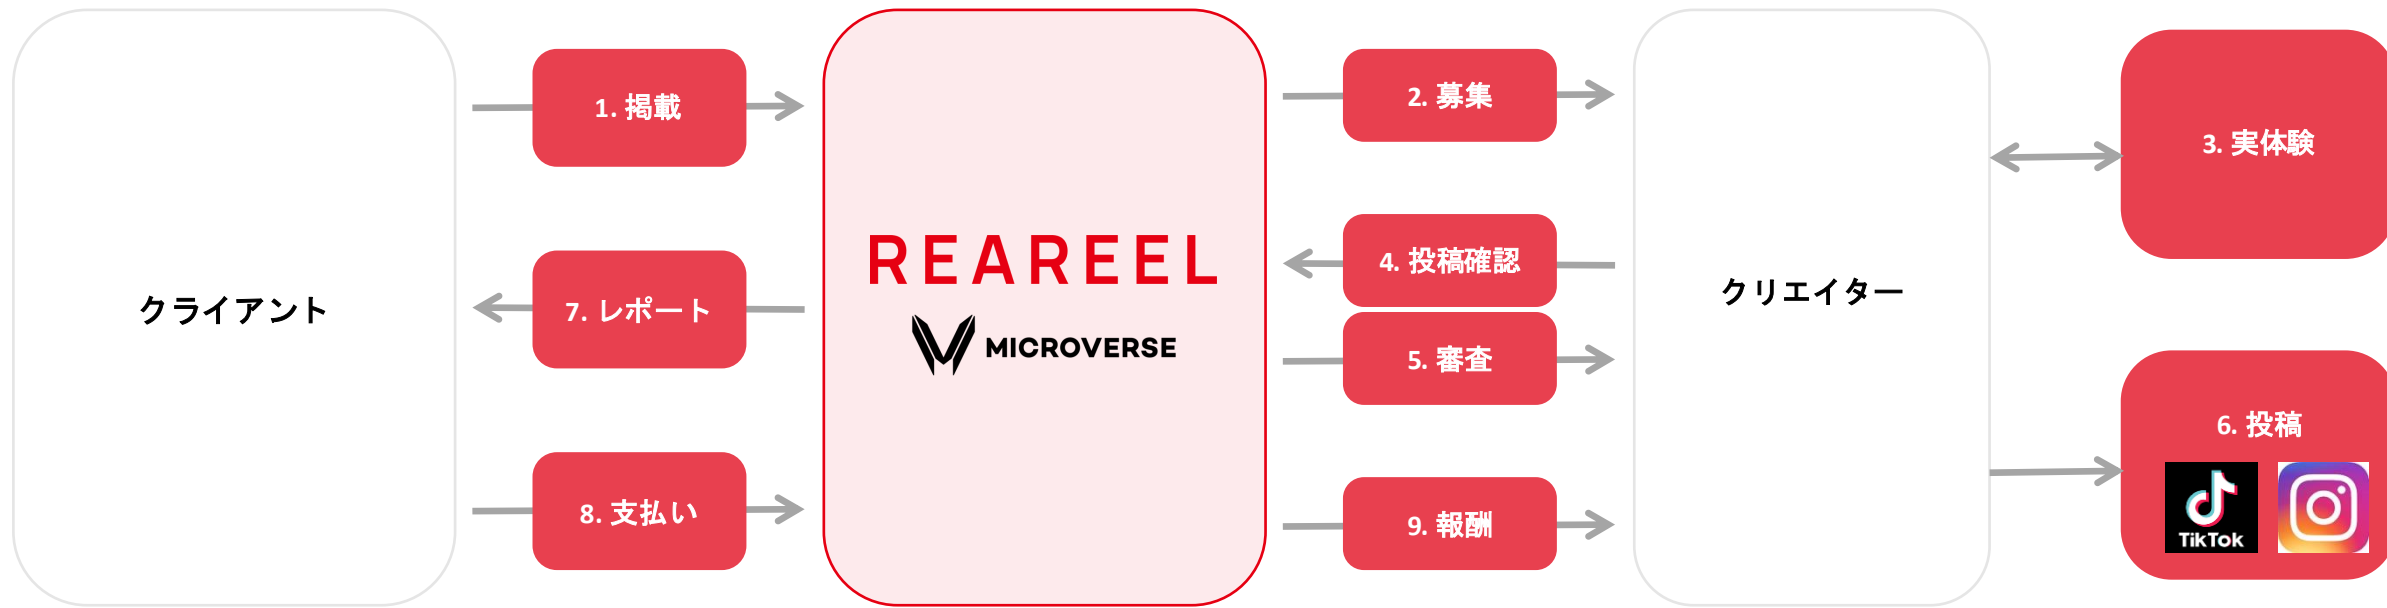 クライアント
1. 掲載
7. レポート
8. 支払い
REAREEL
MICROVERSE
2. 募集
4. 投稿確認
5. 審査
9. 報酬
クリエイター
3. 実体験
6. 投稿
TikTok